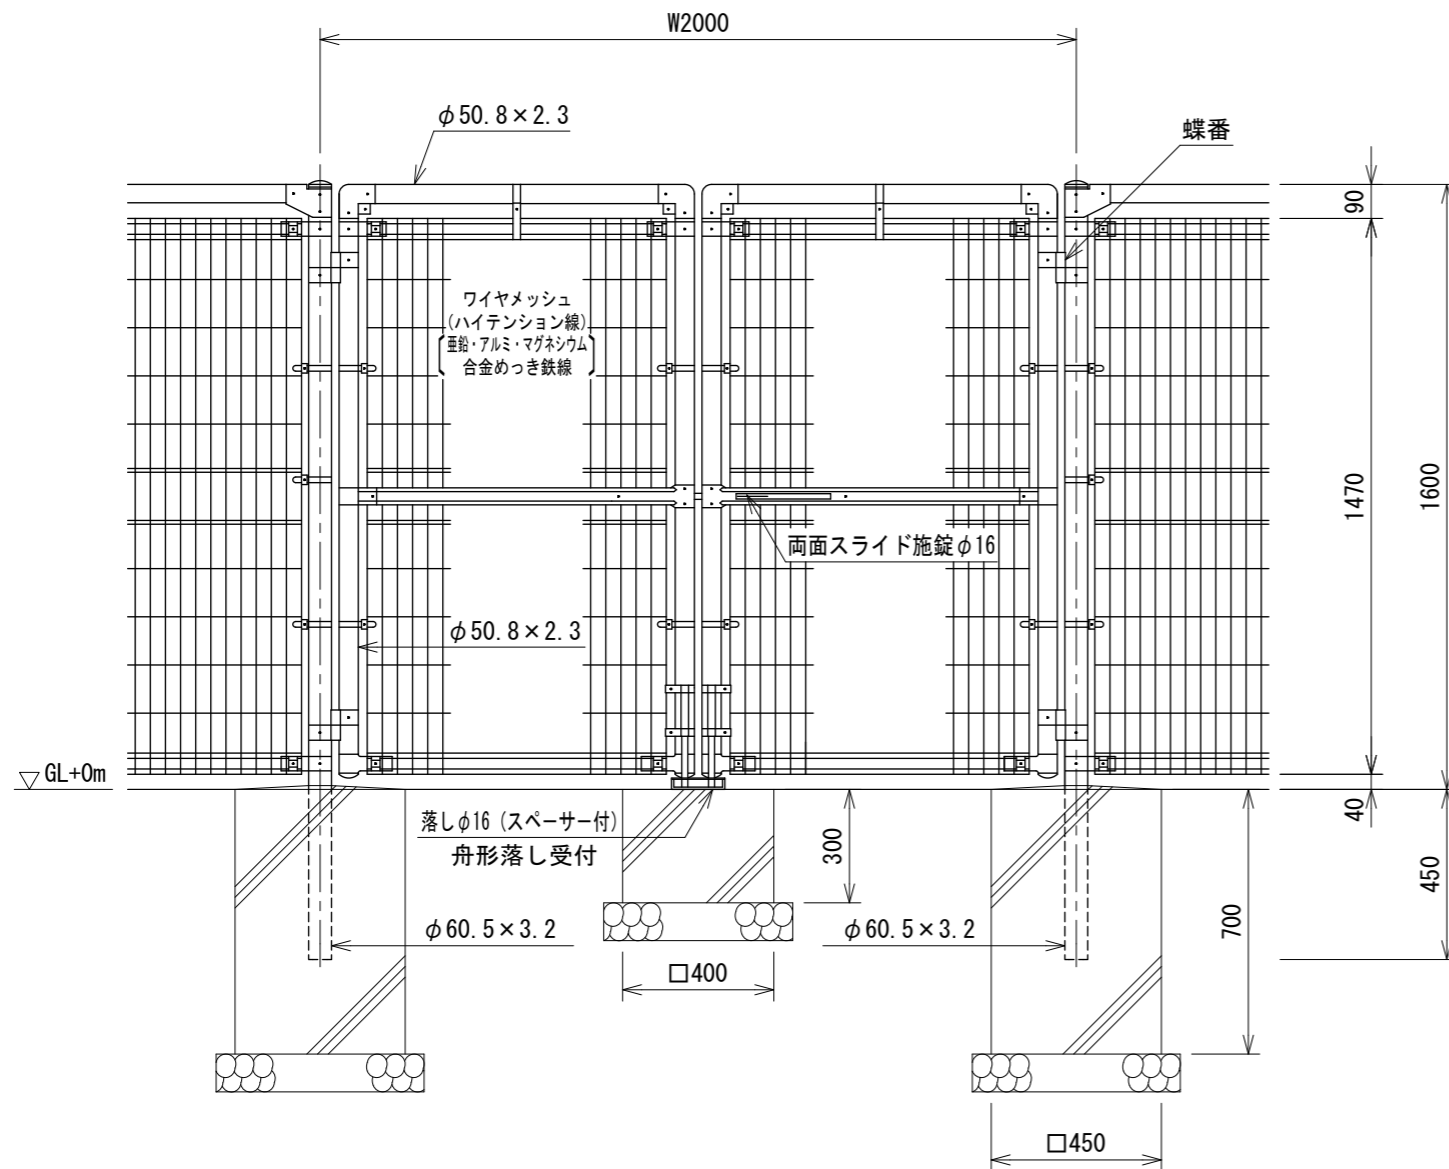 W2000
φ50.8×2.3
蝶番
90
ワイヤメッシュ
(ハイテンション線)
亜鉛・アルミ・マグネシウム
合金めっき鉄線
1470
1600
両面スライド施錠φ16
φ50.8×2.3
GL+0m
40
落しφ16 (スペーサー付)
舟形落し受付
300
450
700
φ60.5×3.2
φ60.5×3.2
□400
□450